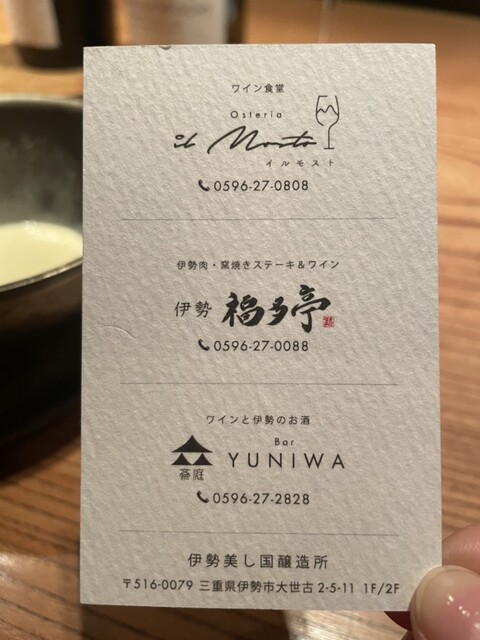 ワイン食堂
Osteria
il Mosto
イルモスト
0596-27-0808
伊勢肉・窯焼きステーキ&ワイン
伊勢 福多亭
0596-27-0088
ワインと伊勢のお酒
Bar
YUNIWA
斎庭
0596-27-2828
伊勢美し国醸造所
〒516-0079 三重県伊勢市大世古 2-5-11 1F/2F